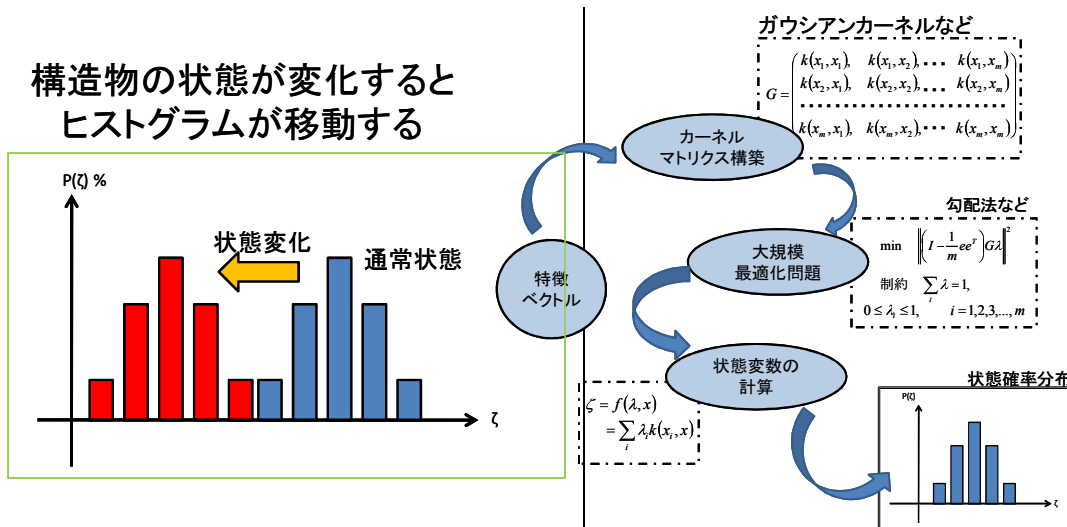 構造物の状態が変化すると
ヒストグラムが移動する
P(ζ) %
状態変化
通常状態
ζ
特徴
ベクトル
ガウシアンカーネルなど
G = ( k(x₁, x₁), k(x₁, x₂), … k(x₁, xₘ)
k(x₂, x₁), k(x₂, x₂), … k(x₂, xₘ)
………………………………
k(xₘ, x₁), k(xₘ, x₂), … k(xₘ, xₘ) )
カーネル
マトリクス構築
勾配法など
min ‖(I − 1/m eeᵀ)Gλ‖²
制約 ∑ᵢ λ = 1,
0 ≤ λᵢ ≤ 1, i = 1,2,3,..., m
大規模
最適化問題
状態変数の
計算
ζ = f(λ, x)
= ∑ᵢ λᵢ k(xᵢ, x)
状態確率分布
P(ζ)
ζ